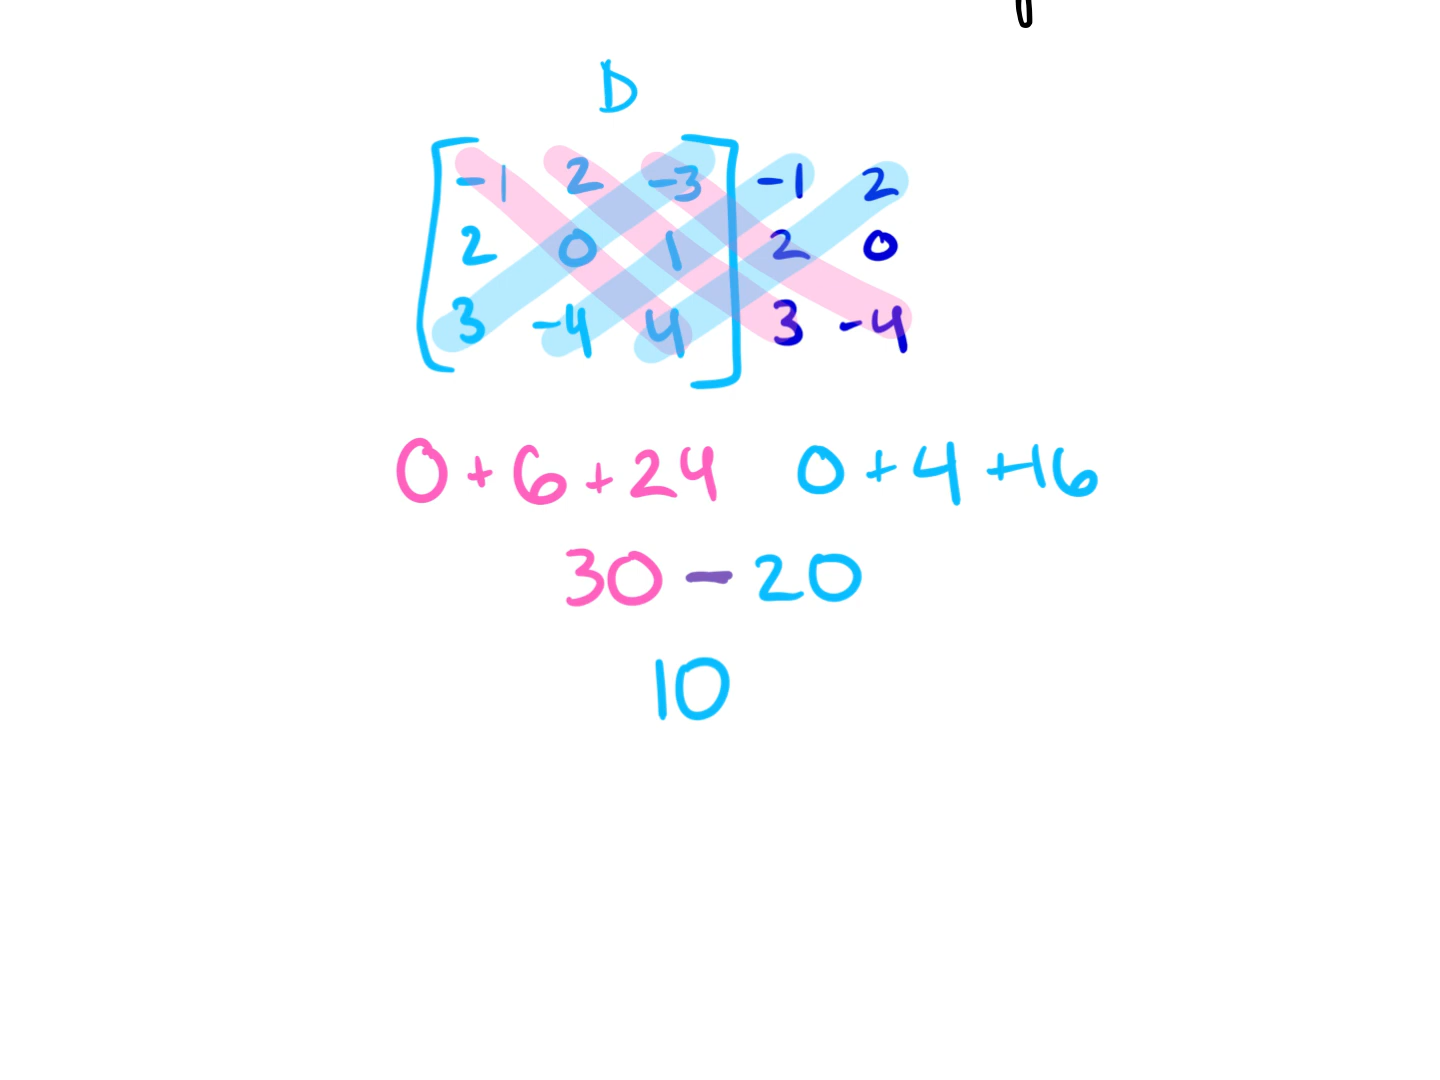 D
-1 2 -3 -1 2
2 0 1 2 0
3 -4 4 3 -4
0 + 6 + 24 0 + 4 + 16
30 - 20
10